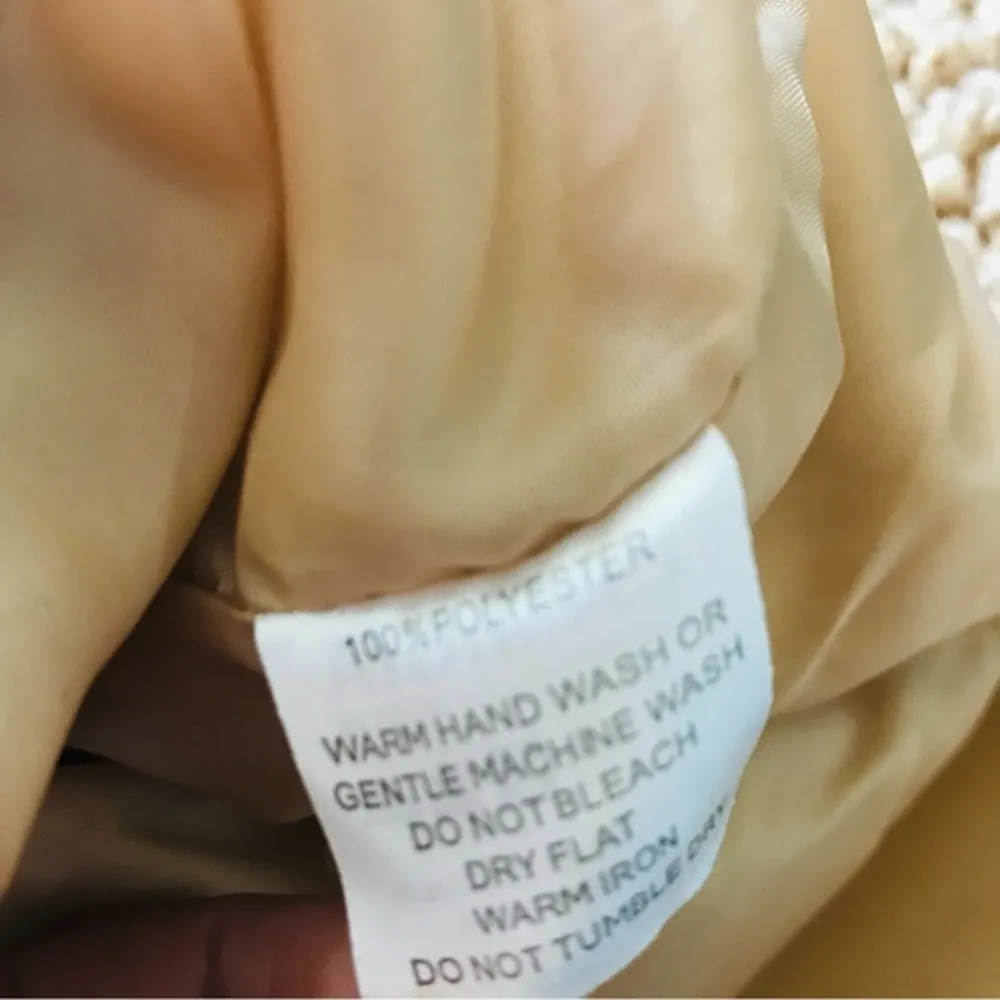 100% POLYESTER
WARM HAND WASH OR
GENTLE MACHINE WASH
DO NOT BLEACH
DRY FLAT
WARM IRON
DO NOT TUMBLE DRY